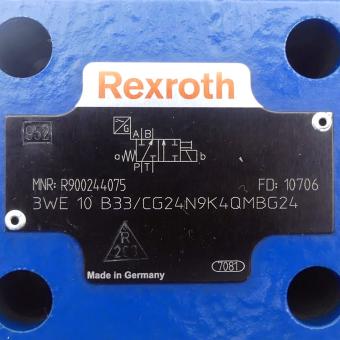 Rexroth
952
G
A B
P T
MNR: R900244075 FD: 10706
3WE 10 B33/CG24N9K4QMBG24
R
Made in Germany 7081